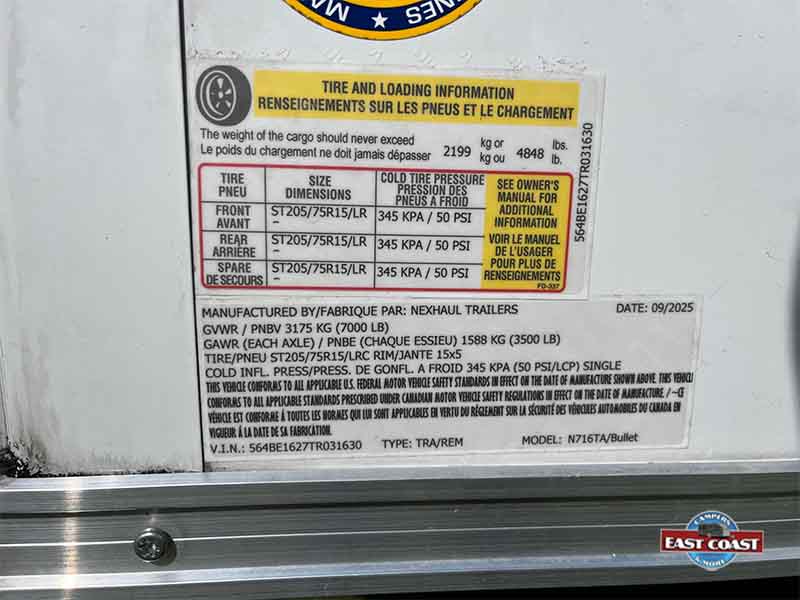 MA
NES
TIRE AND LOADING INFORMATION
RENSEIGNEMENTS SUR LES PNEUS ET LE CHARGEMENT
The weight of the cargo should never exceed
Le poids du chargement ne doit jamais dépasser
2199 kg or kg ou 4848 lbs. lb.
TIRE PNEU
SIZE DIMENSIONS
COLD TIRE PRESSURE PRESSION DES PNEUS A FROID
FRONT AVANT
ST205/75R15/LR –
345 KPA / 50 PSI
REAR ARRIÈRE
ST205/75R15/LR –
345 KPA / 50 PSI
SPARE DE SECOURS
ST205/75R15/LR –
345 KPA / 50 PSI
SEE OWNER'S
MANUAL FOR
ADDITIONAL
INFORMATION
VOIR LE MANUEL
DE L'USAGER
POUR PLUS DE
RENSEIGNEMENTS
FO-337
564BE1627TR031630
MANUFACTURED BY/FABRIQUE PAR: NEXHAUL TRAILERS DATE: 09/2025
GVWR / PNBV 3175 KG (7000 LB)
GAWR (EACH AXLE) / PNBE (CHAQUE ESSIEU) 1588 KG (3500 LB)
TIRE/PNEU ST205/75R15/LRC RIM/JANTE 15x5
COLD INFL. PRESS/PRESS. DE GONFL. A FROID 345 KPA (50 PSI/LCP) SINGLE
THIS VEHICLE CONFORMS TO ALL APPLICABLE U.S. FEDERAL MOTOR VEHICLE SAFETY STANDARDS IN EFFECT ON THE DATE OF MANUFACTURE SHOWN ABOVE. THIS VEHICL
CONFORMS TO ALL APPLICABLE STANDARDS PRESCRIBED UNDER CANADIAN MOTOR VEHICLE SAFETY REGULATIONS IN EFFECT ON THE DATE OF MANUFACTURE. / –CE
VÉHICLE EST CONFORME À TOUTES LES NORMES QUI LUI SONT APPLICABLES EN VERTU DU RÈGLEMENT SUR LA SÉCURITÉ DES VÉHICULES AUTOMOBILES DU CANADA EN
VIGUEUR À LA DATE DE SA FABRICATION.
V.I.N.: 564BE1627TR031630 TYPE: TRA/REM MODEL: N716TA/Bullet
CAMPERS
EAST COAST
& MORE